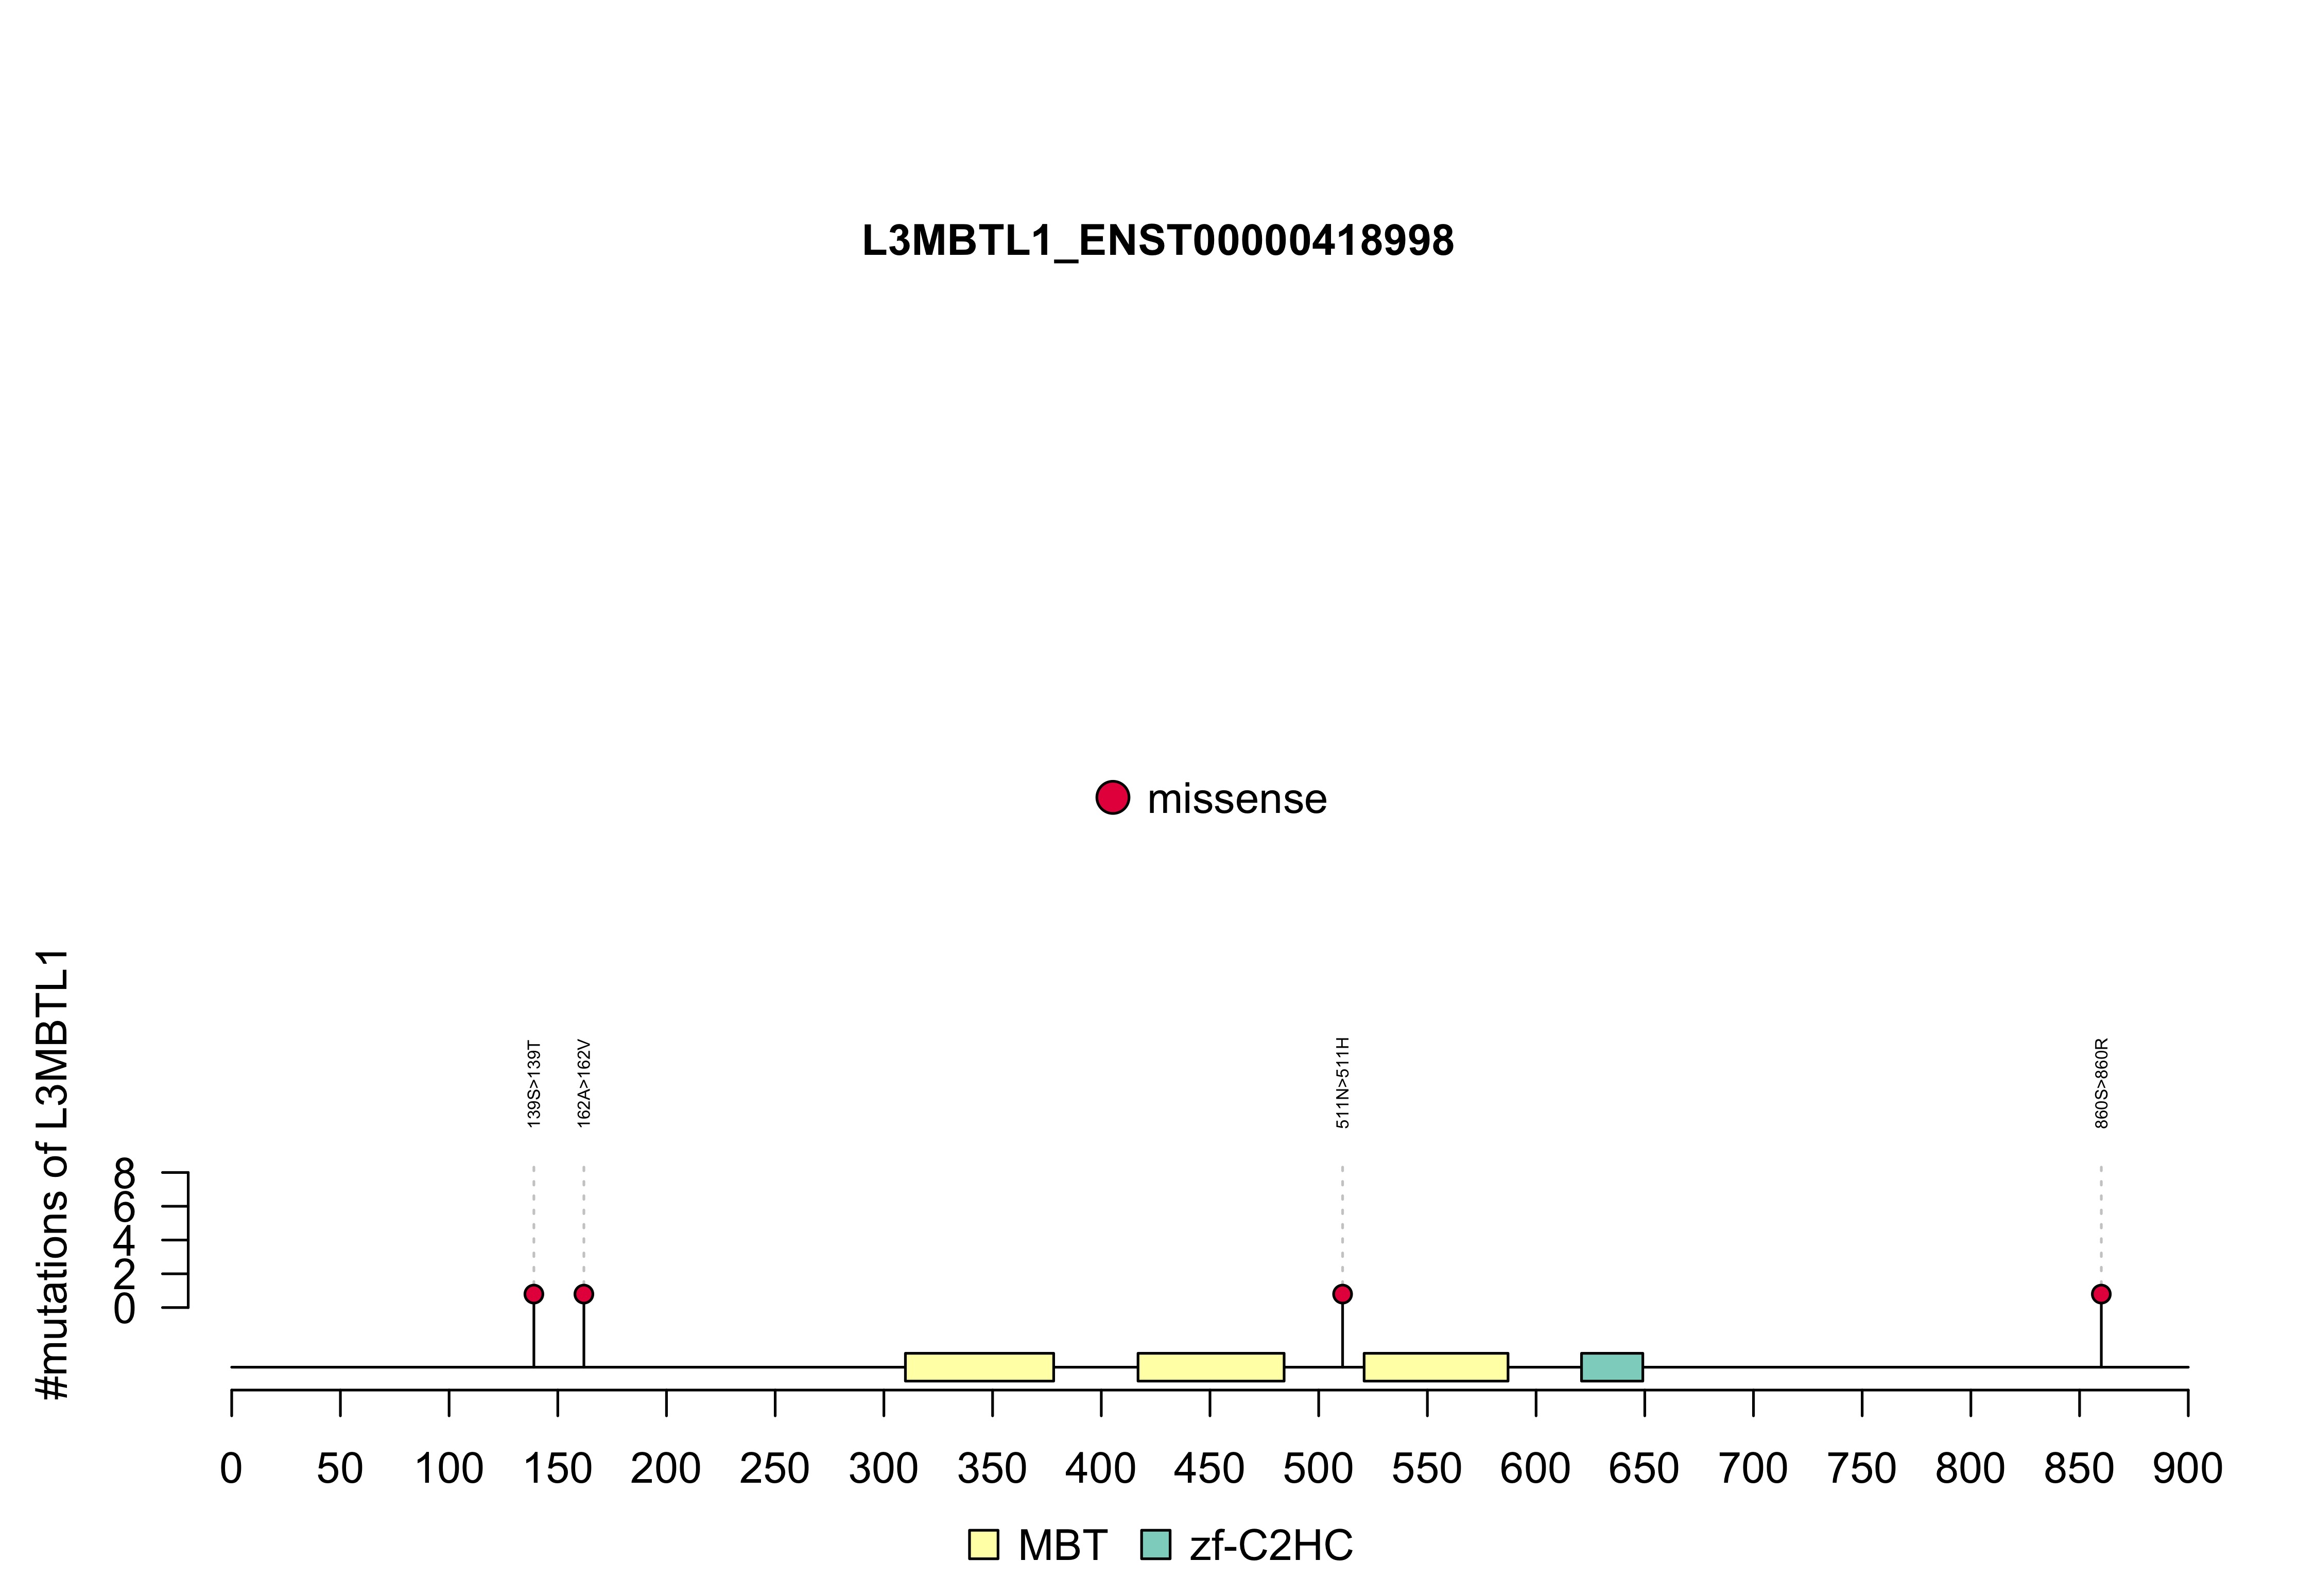 L3MBTL1_ENST00000418998
missense
#mutations of L3MBTL1
139S>139T
162A>162V
511N>511H
860S>860R
8
6
4
2
0
0 50 100 150 200 250 300 350 400 450 500 550 600 650 700 750 800 850 900
MBT zf-C2HC